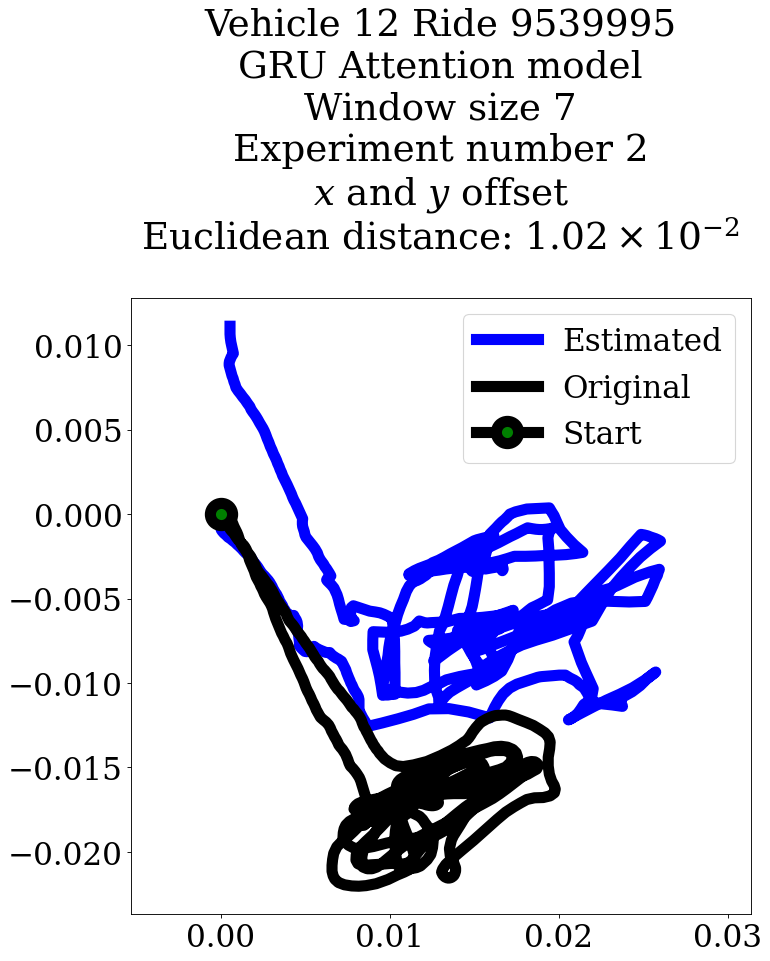 Vehicle 12 Ride 9539995
GRU Attention model
Window size 7
Experiment number 2
x and y offset
Euclidean distance: 1.02 × 10⁻²
Estimated
Original
Start
0.010
0.005
0.000
−0.005
−0.010
−0.015
−0.020
0.00 0.01 0.02 0.03